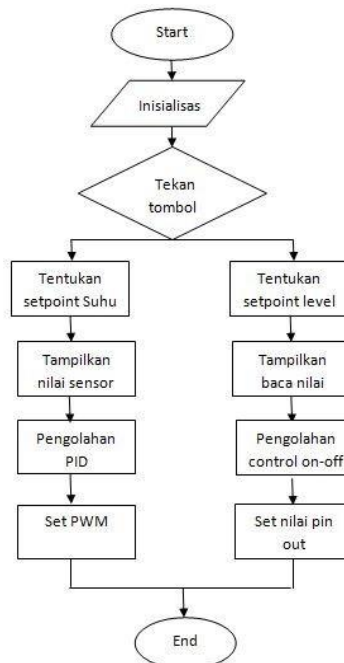 Start
Inisialisas
Tekan
tombol
Tentukan
setpoint Suhu
Tampilkan
nilai sensor
Pengolahan
PID
Set PWM
Tentukan
setpoint level
Tampilkan
baca nilai
Pengolahan
control on-off
Set nilai pin
out
End